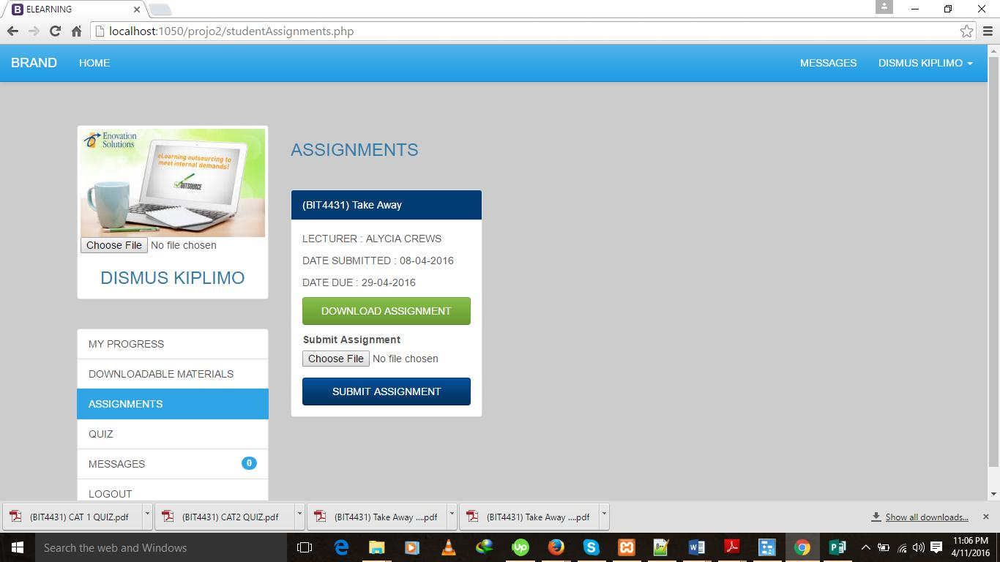 ELEARNING
localhost:1050/projo2/studentAssignments.php
BRAND HOME MESSAGES DISMUS KIPLIMO
Enovation
Solutions
eLearning outsourcing to
meet internal demands!
OUTSOURCE
Choose File No file chosen
DISMUS KIPLIMO
MY PROGRESS
DOWNLOADABLE MATERIALS
ASSIGNMENTS
QUIZ
MESSAGES 0
LOGOUT
ASSIGNMENTS
(BIT4431) Take Away
LECTURER : ALYCIA CREWS
DATE SUBMITTED : 08-04-2016
DATE DUE : 29-04-2016
DOWNLOAD ASSIGNMENT
Submit Assignment
Choose File No file chosen
SUBMIT ASSIGNMENT
(BIT4431) CAT 1 QUIZ.pdf (BIT4431) CAT2 QUIZ.pdf (BIT4431) Take Away ....pdf (BIT4431) Take Away ....pdf Show all downloads...
Search the web and Windows
11:06 PM
4/11/2016